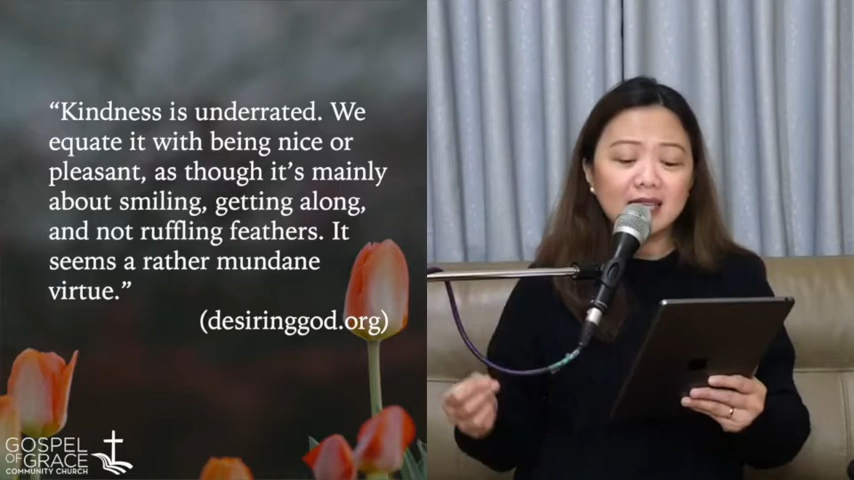 “Kindness is underrated. We
equate it with being nice or
pleasant, as though it’s mainly
about smiling, getting along,
and not ruffling feathers. It
seems a rather mundane
virtue.”
(desiringgod.org)
GOSPEL
OF GRACE
COMMUNITY CHURCH